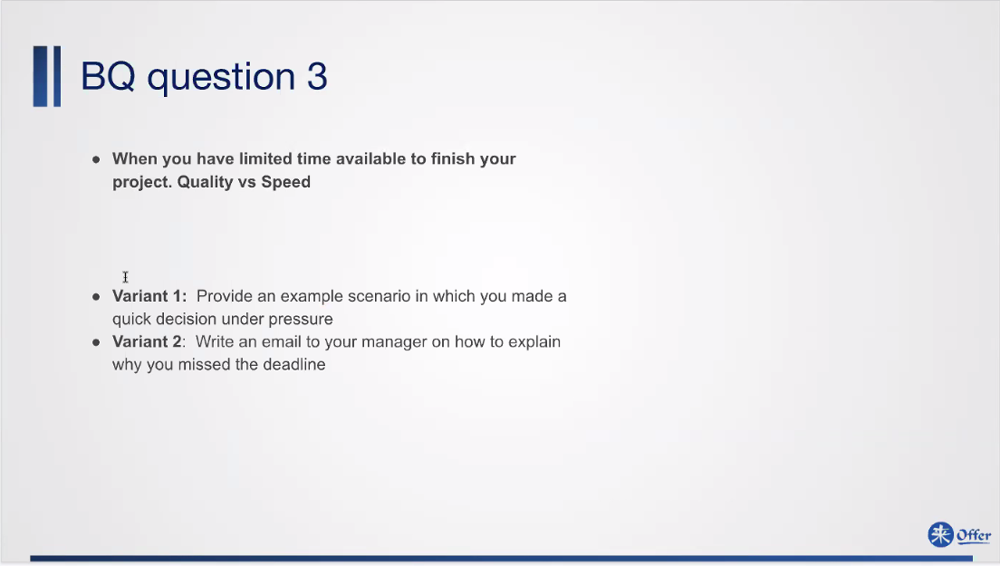 BQ question 3
● When you have limited time available to finish your
project. Quality vs Speed
● Variant 1:  Provide an example scenario in which you made a
quick decision under pressure
● Variant 2:  Write an email to your manager on how to explain
why you missed the deadline
来 Offer